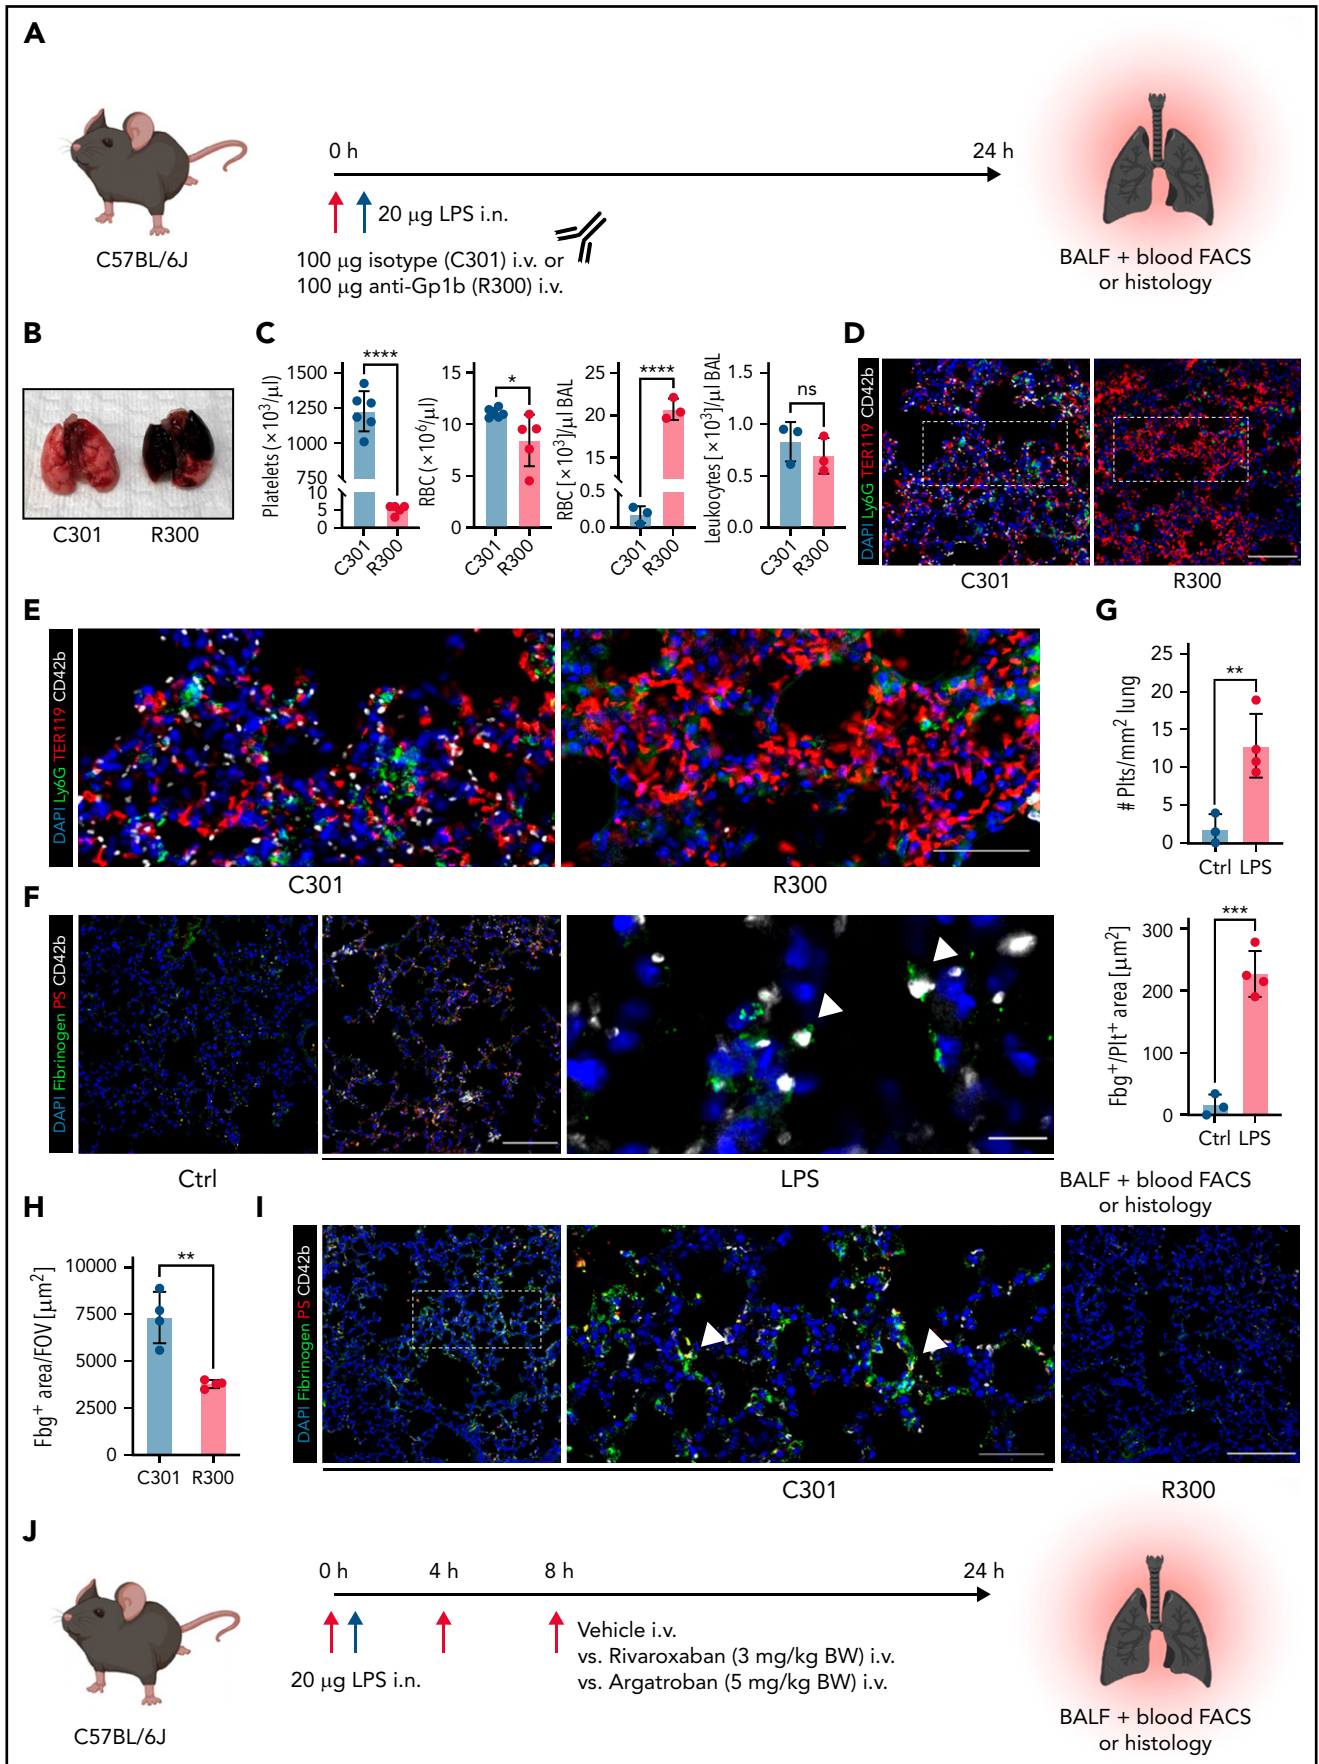 A
0 h
24 h
20 µg LPS i.n.
100 µg isotype (C301) i.v. or
100 µg anti-Gp1b (R300) i.v.
C57BL/6J
BALF + blood FACS
or histology
B
C301
R300
C
Platelets (×10³/µl)
1500
1250
1000
750
10
5
0
****
C301
R300
RBC (×10⁶/µl)
15
10
5
0
*
C301
R300
RBC [×10³]/µl BAL
25
20
15
0.5
0.0
****
C301
R300
Leukocytes [×10³]/µl BAL
1.5
1.0
0.5
0.0
ns
C301
R300
D
DAPI Ly6G TER119 CD42b
C301
R300
E
DAPI Ly6G TER119 CD42b
C301
R300
F
DAPI Fibrinogen PS CD42b
Ctrl
LPS
G
# Plts/mm² lung
25
20
15
10
5
0
**
Ctrl LPS
Fbg⁺/Plt⁺ area [µm²]
300
200
100
0
***
Ctrl LPS
BALF + blood FACS
or histology
H
Fbg⁺ area/FOV [µm²]
10000
7500
5000
2500
0
**
C301 R300
I
DAPI Fibrinogen PS CD42b
C301
R300
J
0 h
4 h
8 h
24 h
20 µg LPS i.n.
Vehicle i.v.
vs. Rivaroxaban (3 mg/kg BW) i.v.
vs. Argatroban (5 mg/kg BW) i.v.
C57BL/6J
BALF + blood FACS
or histology